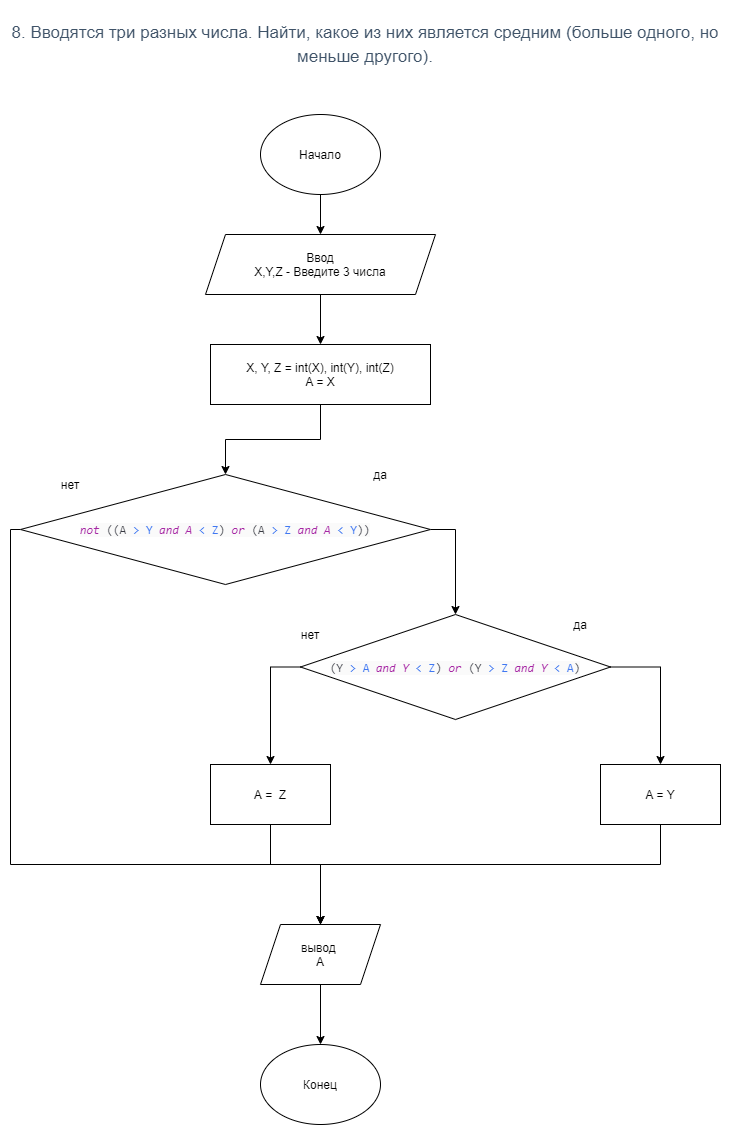 8. Вводятся три разных числа. Найти, какое из них является средним (больше одного, но
меньше другого).
Начало
Ввод
X,Y,Z - Введите 3 числа
X, Y, Z = int(X), int(Y), int(Z)
A = X
нет
да
not ((A > Y and A < Z) or (A > Z and A < Y))
нет
да
(Y > A and Y < Z) or (Y > Z and Y < A)
A = Z
A = Y
вывод
A
Конец